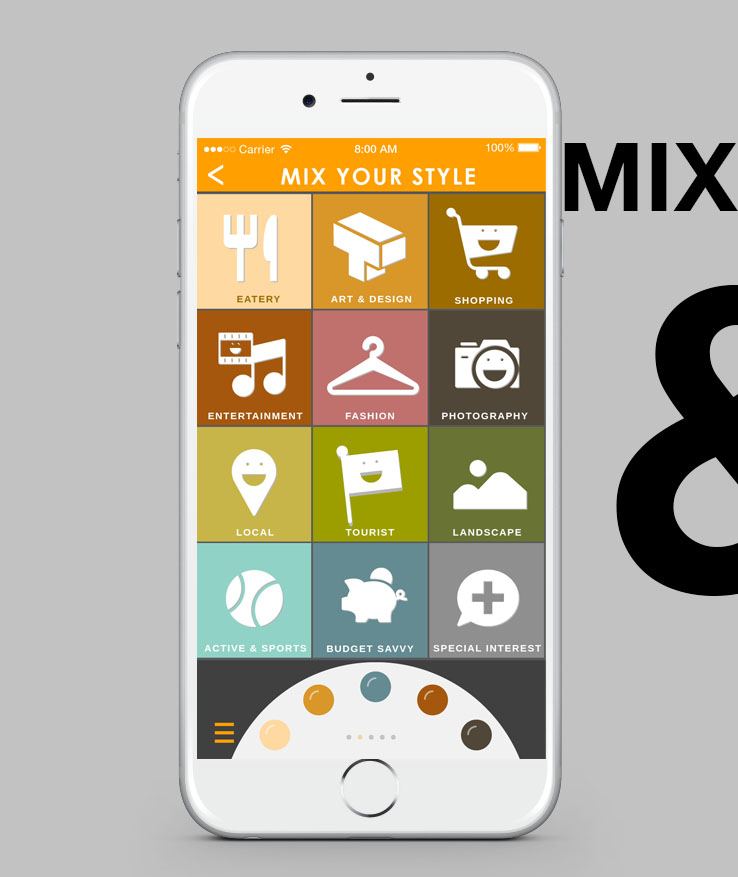 Carrier 8:00 AM 100%
< MIX YOUR STYLE
EATERY ART & DESIGN SHOPPING
ENTERTAINMENT FASHION PHOTOGRAPHY
LOCAL TOURIST LANDSCAPE
ACTIVE & SPORTS BUDGET SAVVY SPECIAL INTEREST
MIX
&